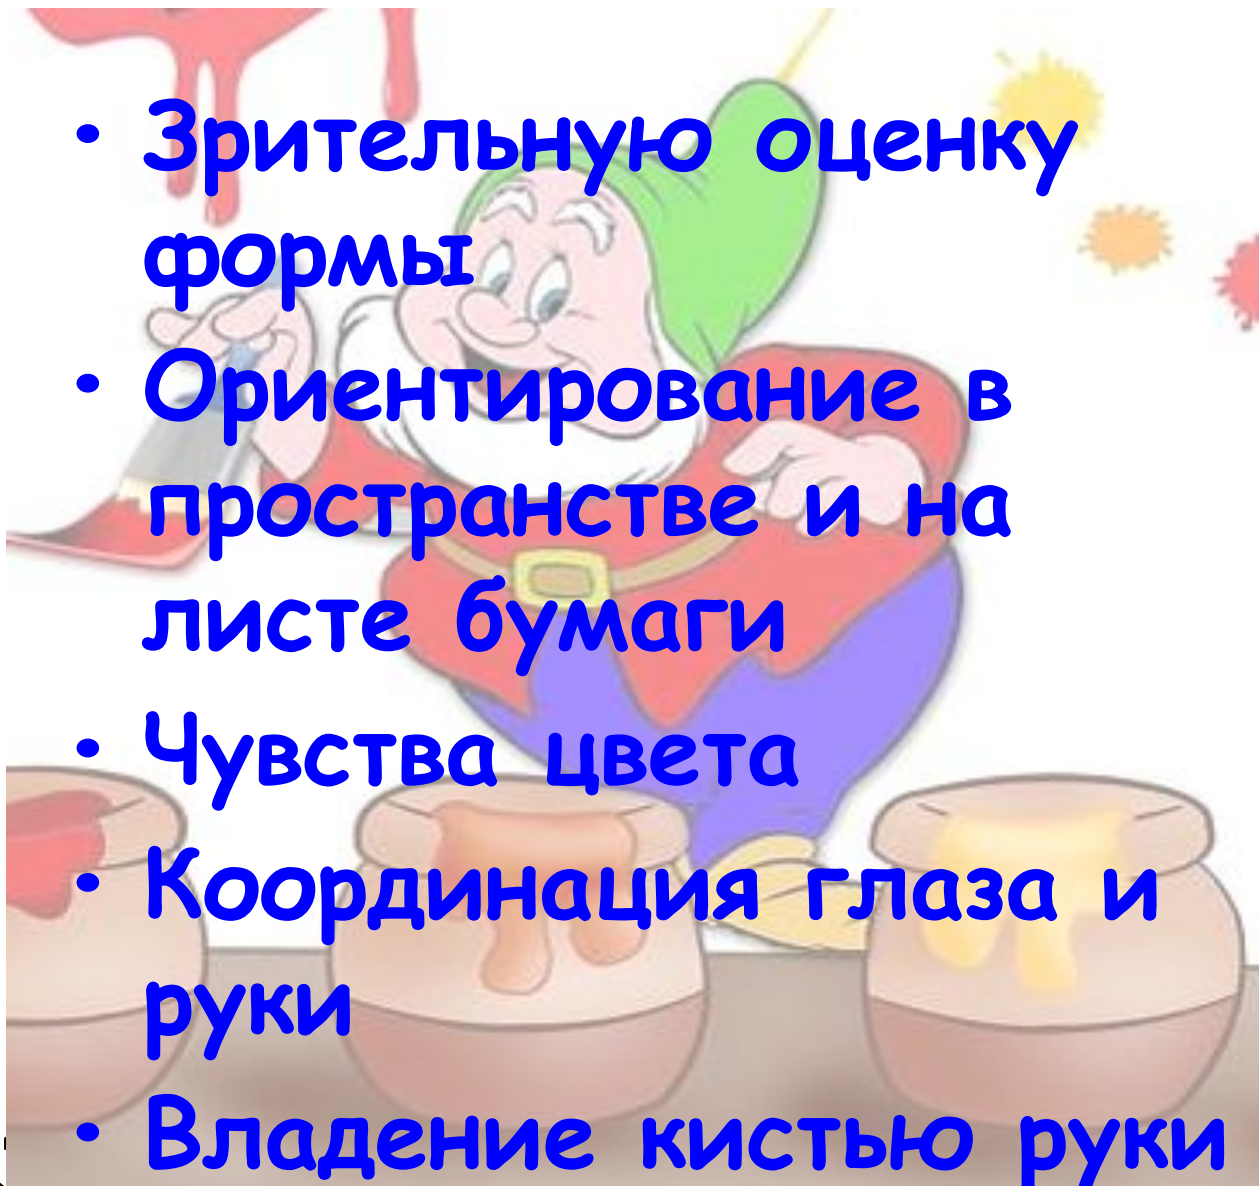 • Зрительную оценку
формы
• Ориентирование в
пространстве и на
листе бумаги
• Чувства цвета
• Координация глаза и
руки
• Владение кистью руки